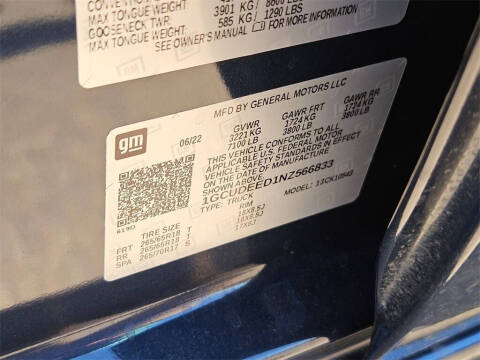 3901 KG / 8600 LBS
MAX TONGUE WEIGHT:
GOOSENECK TWR:
585 KG / 1290 LBS
SEE OWNER'S MANUAL FOR MORE INFORMATION
MFD BY GENERAL MOTORS LLC
gm
06/22
GVWR GAWR FRT GAWR RR
3221 KG 1724 KG 1724 KG
7100 LB 3800 LB 3800 LB
THIS VEHICLE CONFORMS TO ALL APPLICABLE
U.S. FEDERAL MOTOR VEHICLE SAFETY
STANDARDS IN EFFECT ON THE DATE OF
MANUFACTURE SHOWN ABOVE.
1GCUDEED1NZ566833
TYPE: TRUCK MODEL: 11CK10543
TIRE SIZE RIM
FRT 265/65R18 T 18X8.5J
RR 265/65R18 T 18X8.5J
SPA 265/70R17 S 17X8J